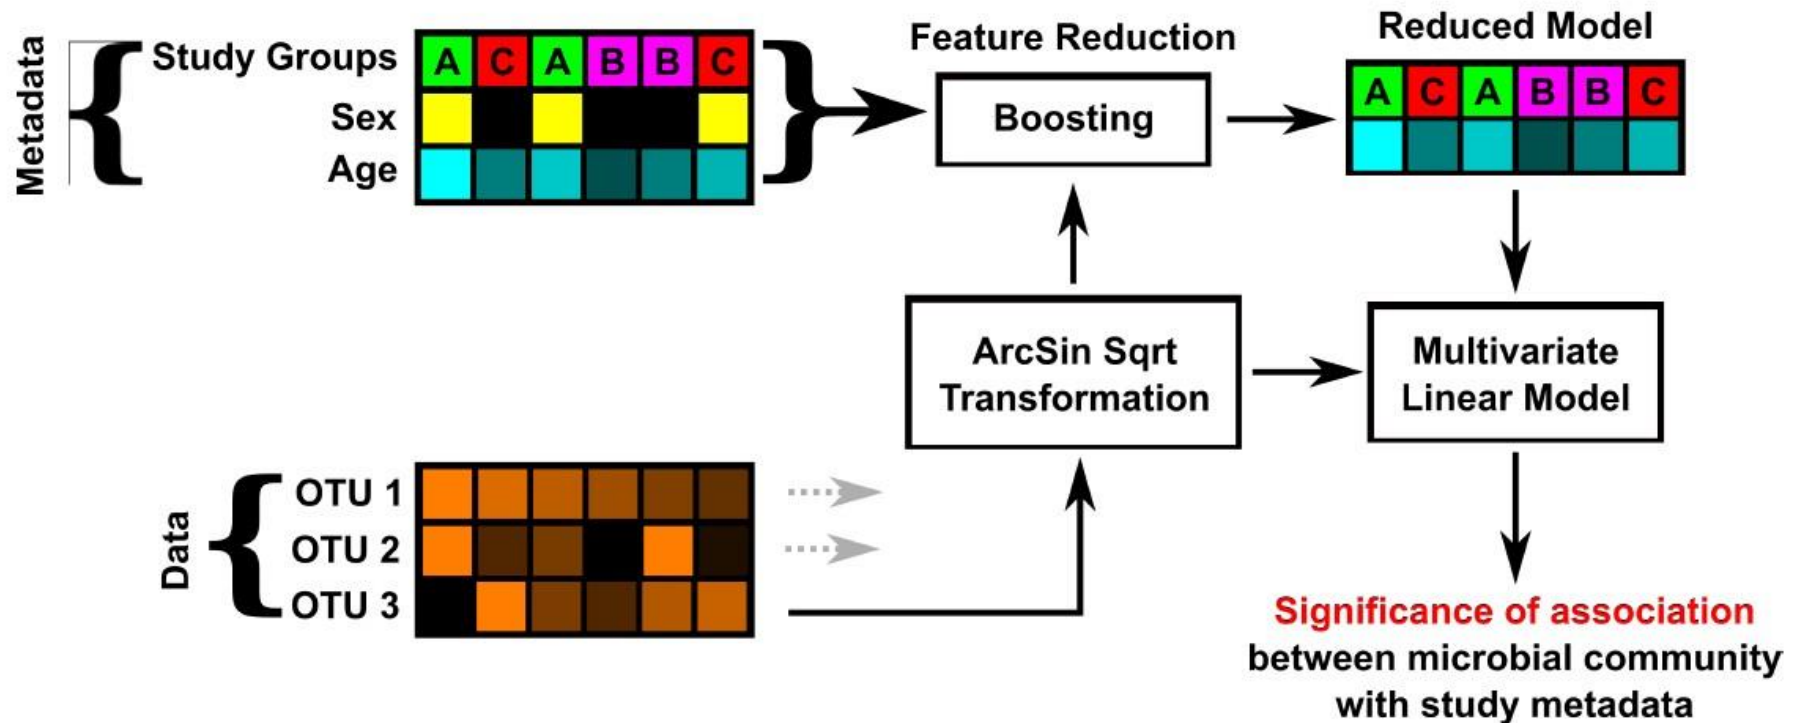 Metadata
Study Groups
A C A B B C
Sex
Age
Feature Reduction
Boosting
Reduced Model
A C A B B C
ArcSin Sqrt
Transformation
Multivariate
Linear Model
Data
OTU 1
OTU 2
OTU 3
Significance of association
between microbial community
with study metadata